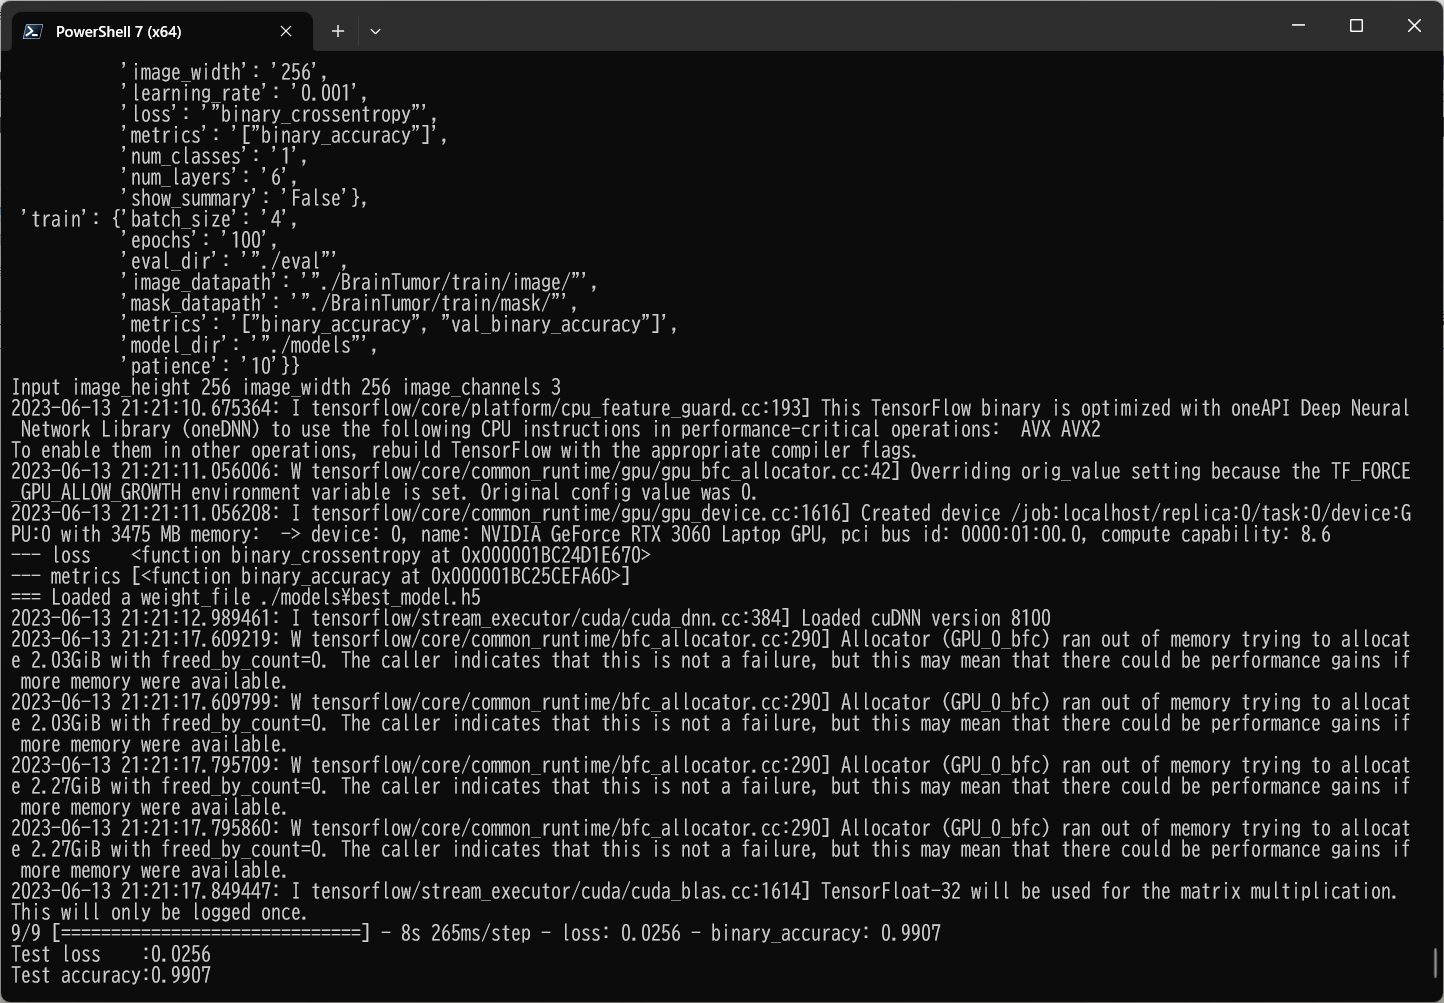 PowerShell 7 (x64)
'image_width': '256',
'learning_rate': '0.001',
'loss': '"binary_crossentropy"',
'metrics': '["binary_accuracy"]',
'num_classes': '1',
'num_layers': '6',
'show_summary': 'False'},
'train': {'batch_size': '4',
'epochs': '100',
'eval_dir': '"./eval"',
'image_datapath': '"./BrainTumor/train/image/"',
'mask_datapath': '"./BrainTumor/train/mask/"',
'metrics': '["binary_accuracy", "val_binary_accuracy"]',
'model_dir': '"./models"',
'patience': '10'}}
Input image_height 256 image_width 256 image_channels 3
2023-06-13 21:21:10.675364: I tensorflow/core/platform/cpu_feature_guard.cc:193] This TensorFlow binary is optimized with oneAPI Deep Neural
Network Library (oneDNN) to use the following CPU instructions in performance-critical operations:  AVX AVX2
To enable them in other operations, rebuild TensorFlow with the appropriate compiler flags.
2023-06-13 21:21:11.056006: W tensorflow/core/common_runtime/gpu/gpu_bfc_allocator.cc:42] Overriding orig_value setting because the TF_FORCE
_GPU_ALLOW_GROWTH environment variable is set. Original config value was 0.
2023-06-13 21:21:11.056208: I tensorflow/core/common_runtime/gpu/gpu_device.cc:1616] Created device /job:localhost/replica:0/task:0/device:G
PU:0 with 3475 MB memory:  -> device: 0, name: NVIDIA GeForce RTX 3060 Laptop GPU, pci bus id: 0000:01:00.0, compute capability: 8.6
--- loss    <function binary_crossentropy at 0x000001BC24D1E670>
--- metrics [<function binary_accuracy at 0x000001BC25CEFA60>]
=== Loaded a weight_file ./models¥best_model.h5
2023-06-13 21:21:12.989461: I tensorflow/stream_executor/cuda/cuda_dnn.cc:384] Loaded cuDNN version 8100
2023-06-13 21:21:17.609219: W tensorflow/core/common_runtime/bfc_allocator.cc:290] Allocator (GPU_0_bfc) ran out of memory trying to allocat
e 2.03GiB with freed_by_count=0. The caller indicates that this is not a failure, but this may mean that there could be performance gains if
more memory were available.
2023-06-13 21:21:17.609799: W tensorflow/core/common_runtime/bfc_allocator.cc:290] Allocator (GPU_0_bfc) ran out of memory trying to allocat
e 2.03GiB with freed_by_count=0. The caller indicates that this is not a failure, but this may mean that there could be performance gains if
more memory were available.
2023-06-13 21:21:17.795709: W tensorflow/core/common_runtime/bfc_allocator.cc:290] Allocator (GPU_0_bfc) ran out of memory trying to allocat
e 2.27GiB with freed_by_count=0. The caller indicates that this is not a failure, but this may mean that there could be performance gains if
more memory were available.
2023-06-13 21:21:17.795860: W tensorflow/core/common_runtime/bfc_allocator.cc:290] Allocator (GPU_0_bfc) ran out of memory trying to allocat
e 2.27GiB with freed_by_count=0. The caller indicates that this is not a failure, but this may mean that there could be performance gains if
more memory were available.
2023-06-13 21:21:17.849447: I tensorflow/stream_executor/cuda/cuda_blas.cc:1614] TensorFloat-32 will be used for the matrix multiplication.
This will only be logged once.
9/9 [==============================] - 8s 265ms/step - loss: 0.0256 - binary_accuracy: 0.9907
Test loss    :0.0256
Test accuracy:0.9907